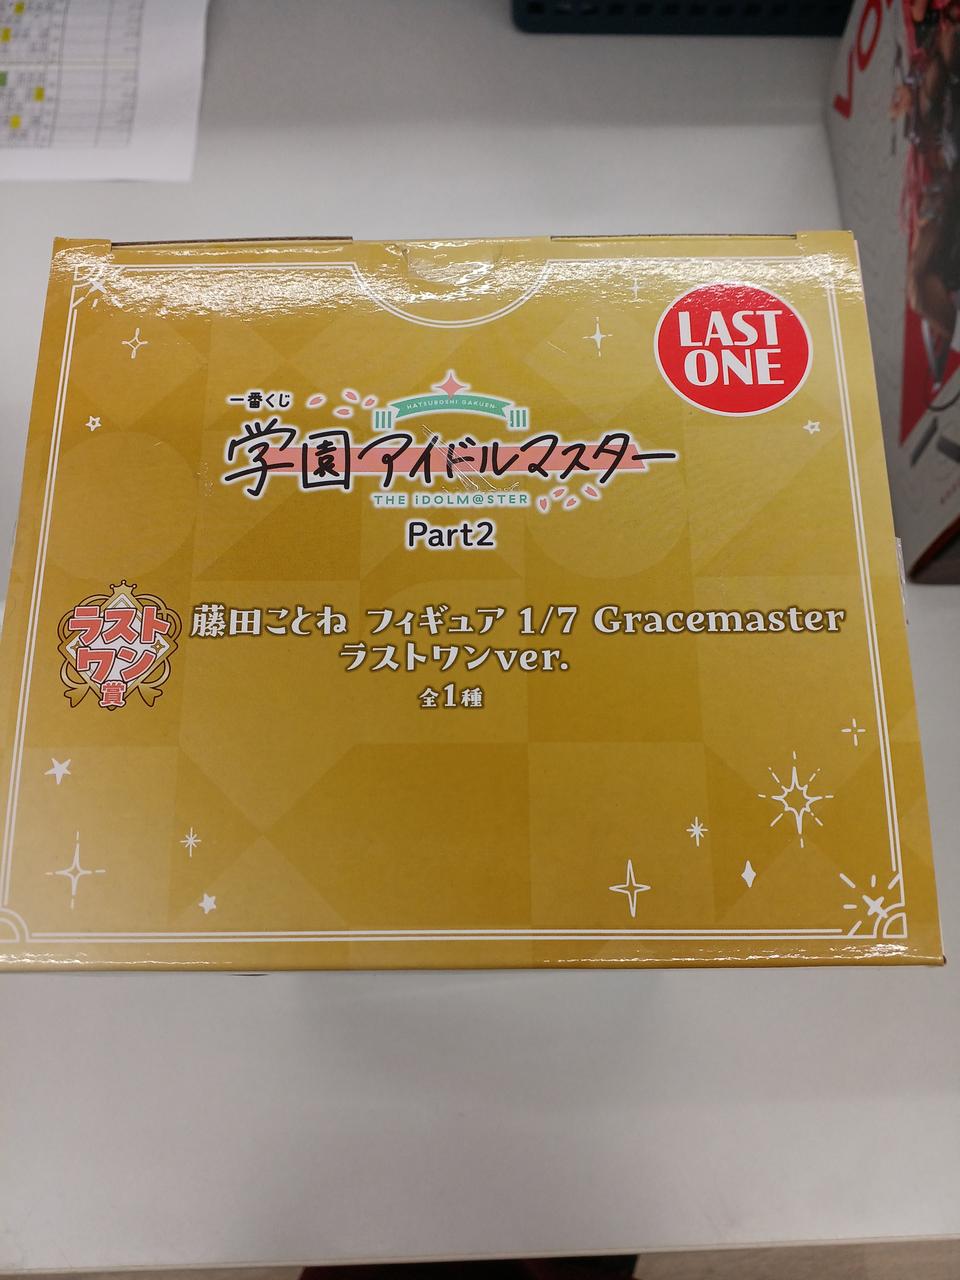 LAST
ONE
一番くじ
HATSUBOSHI GAKUEN
学園アイドルマスター
THE iDOLM@STER
Part2
ラスト
ワン
賞
藤田ことね フィギュア 1/7 Gracemaster
ラストワンver.
全1種